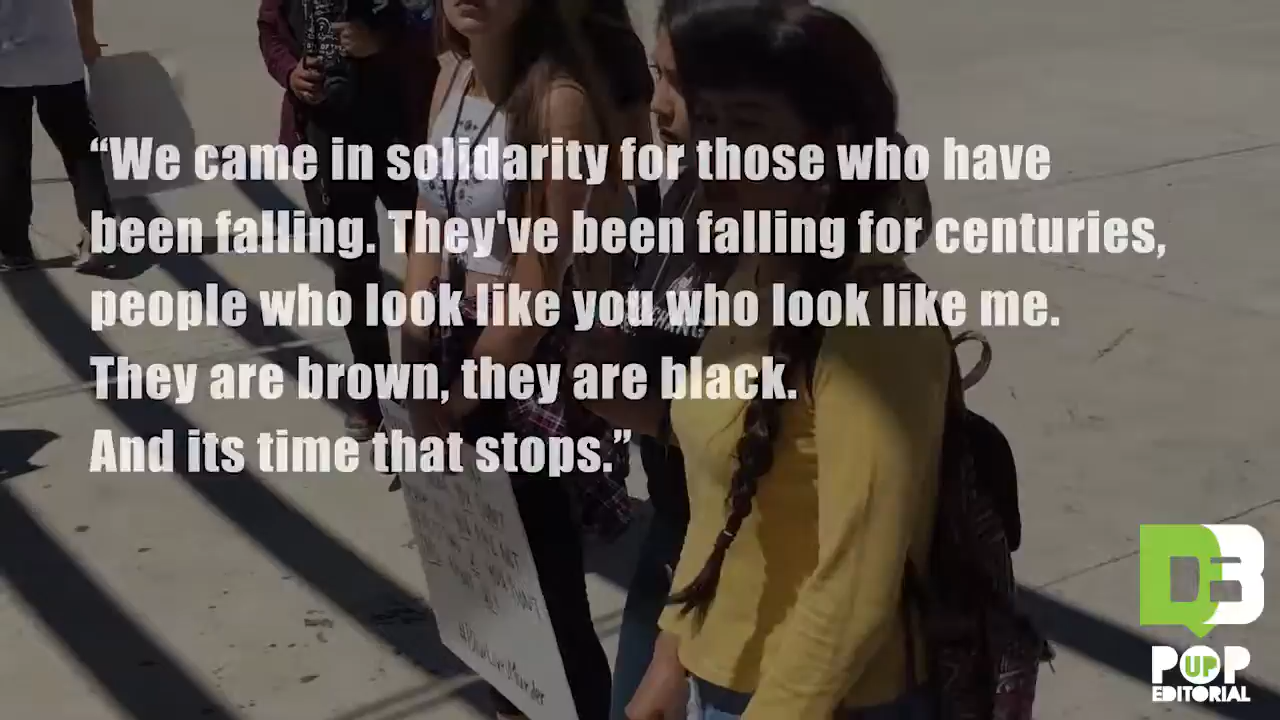 “We came in solidarity for those who have
been falling. They've been falling for centuries,
people who look like you who look like me.
They are brown, they are black.
And its time that stops.”
DB
POP
UP
EDITORIAL